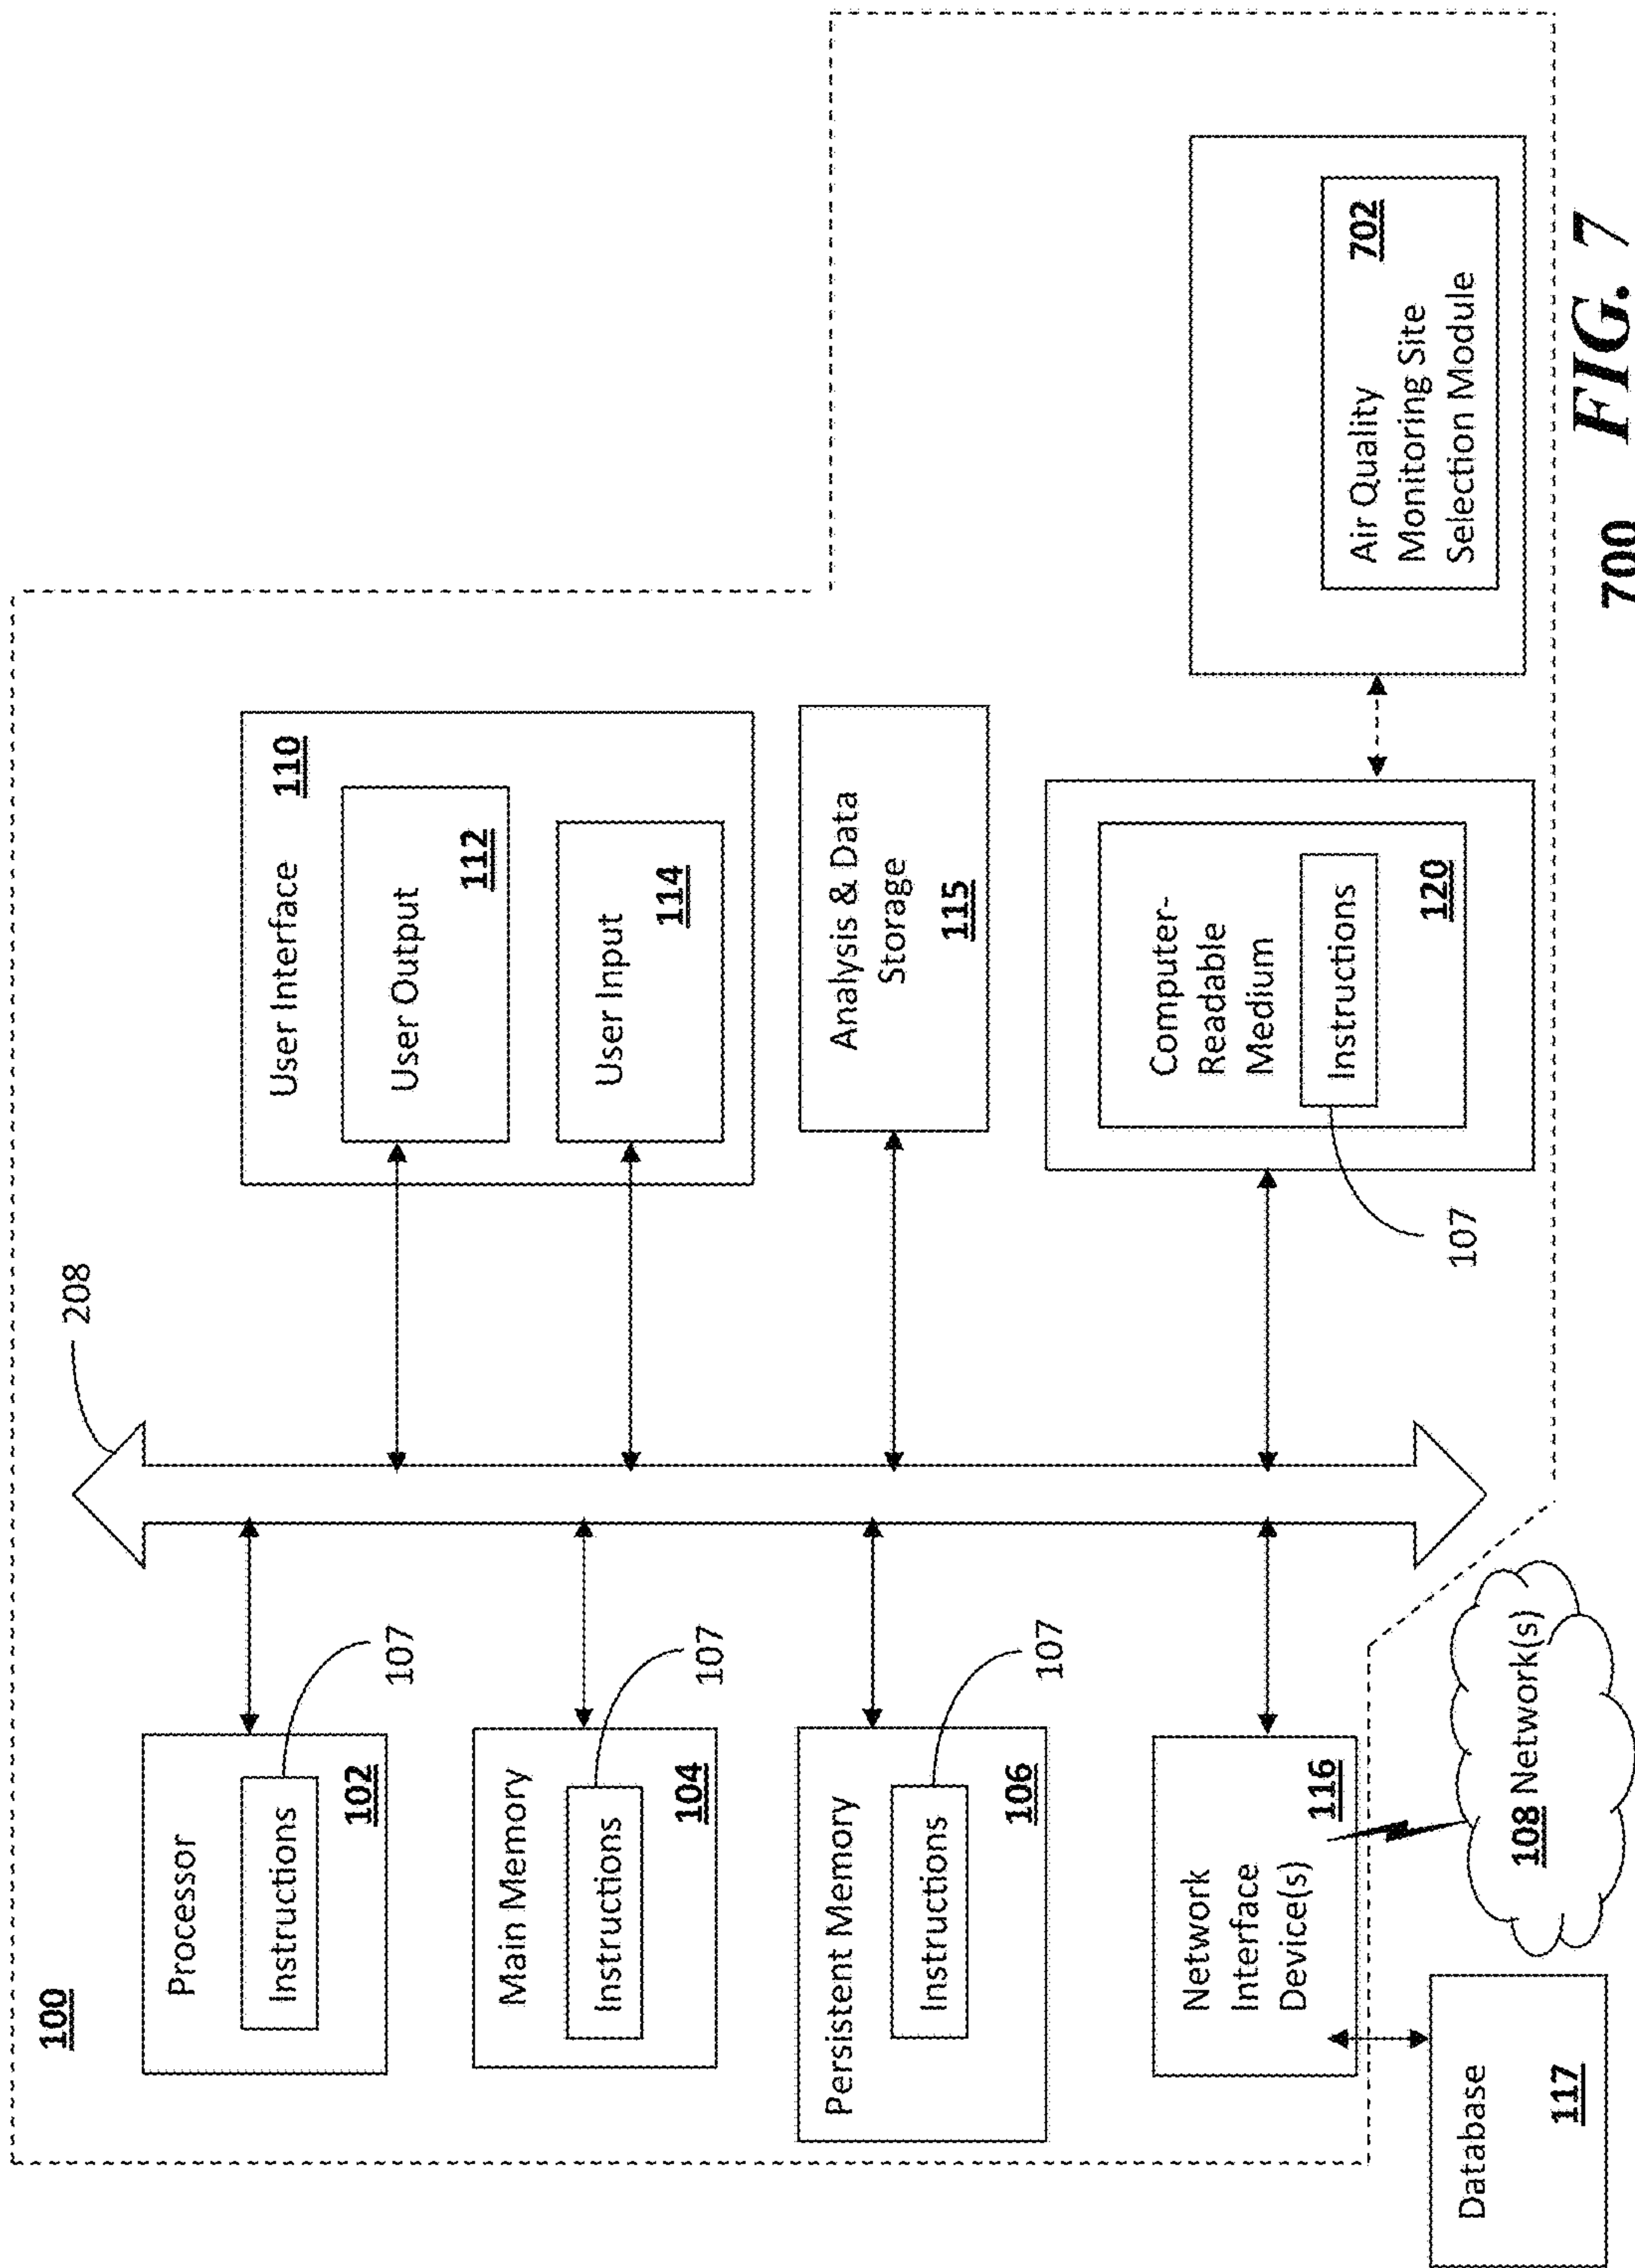 100
208
Processor
Instructions
102
107
Main Memory
Instructions
104
107
Persistent Memory
Instructions
106
107
Network
Interface
Device(s)
116
Database
117
108 Network(s)
User Interface
110
User Output
112
User Input
114
Analysis & Data
Storage
115
Computer-
Readable
Medium
Instructions
120
107
Air Quality
Monitoring Site
Selection Module
702
700
FIG. 7